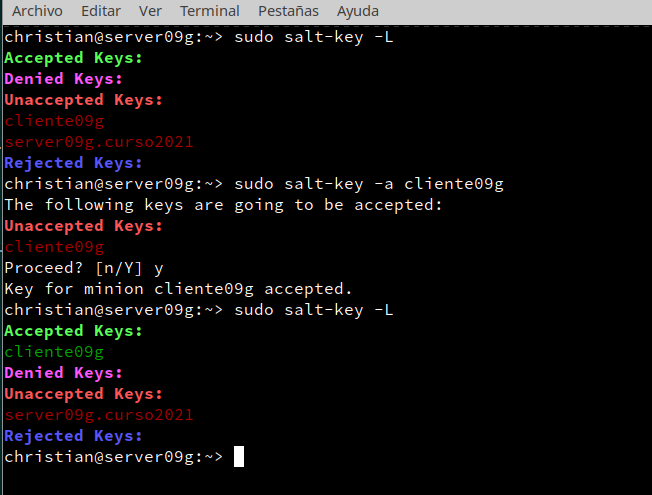 Archivo Editar Ver Terminal Pestañas Ayuda
christian@server09g:~> sudo salt-key -L
Accepted Keys:
Denied Keys:
Unaccepted Keys:
cliente09g
server09g.curso2021
Rejected Keys:
christian@server09g:~> sudo salt-key -a cliente09g
The following keys are going to be accepted:
Unaccepted Keys:
cliente09g
Proceed? [n/Y] y
Key for minion cliente09g accepted.
christian@server09g:~> sudo salt-key -L
Accepted Keys:
cliente09g
Denied Keys:
Unaccepted Keys:
server09g.curso2021
Rejected Keys:
christian@server09g:~>